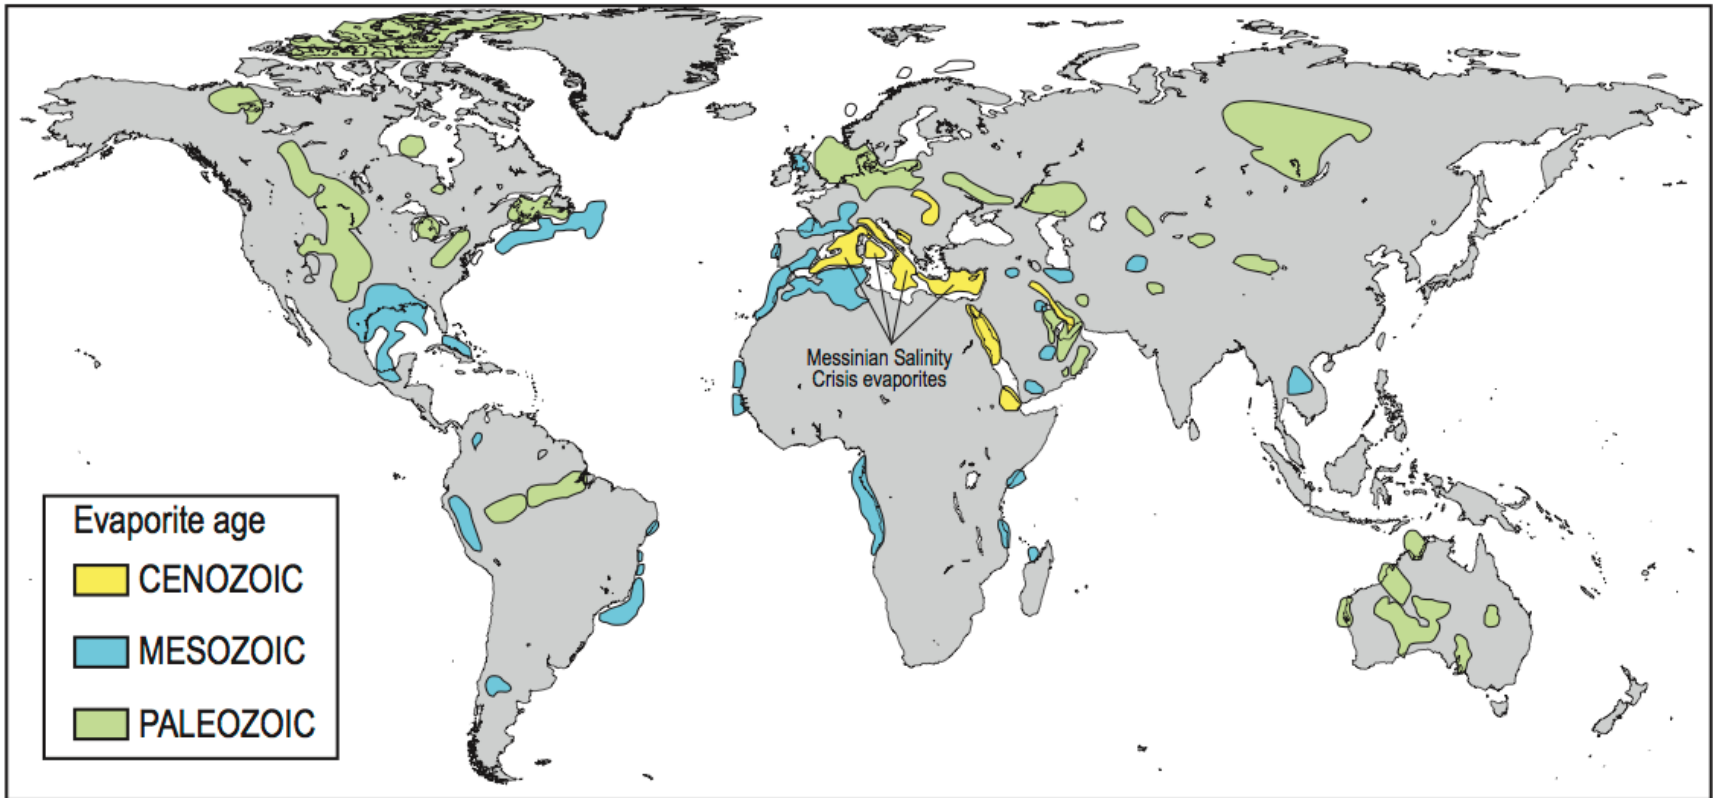 Messinian Salinity
Crisis evaporites
Evaporite age
CENOZOIC
MESOZOIC
PALEOZOIC